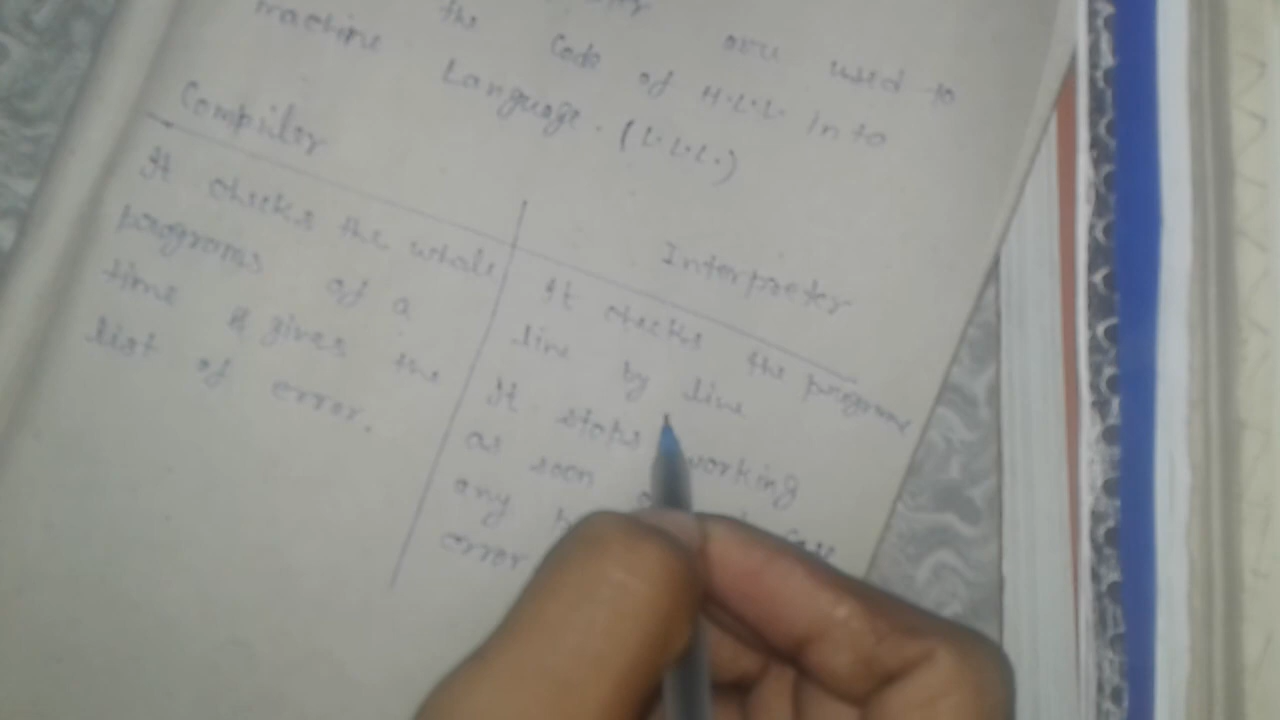 are used to
the Code of H.L.L. into
machine Language. (L.L.L.)
Compiler
It checks the whole
programs of a
time & gives the
list of error.
Interpreter
It checks the program
line by line
It stops working
as soon
any
error